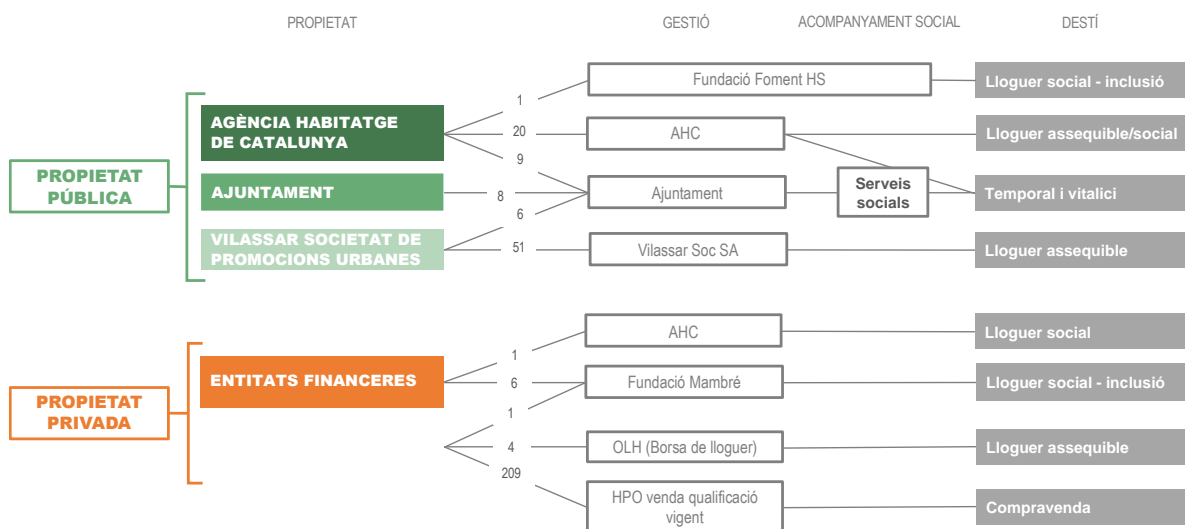 PROPIETAT
GESTIÓ
ACOMPANYAMENT SOCIAL
DESTÍ
Fundació Foment HS
Lloguer social - inclusió
1
AGÈNCIA HABITATGE
DE CATALUNYA
20
AHC
Lloguer assequible/social
9
PROPIETAT
PÚBLICA
AJUNTAMENT
8
Ajuntament
Serveis
socials
Temporal i vitalici
6
VILASSAR SOCIETAT DE
PROMOCIONS URBANES
51
Vilassar Soc SA
Lloguer assequible
AHC
Lloguer social
1
ENTITATS FINANCERES
6
Fundació Mambré
Lloguer social - inclusió
PROPIETAT
PRIVADA
1
4
OLH (Borsa de lloguer)
Lloguer assequible
209
HPO venda qualificació
vigent
Compravenda